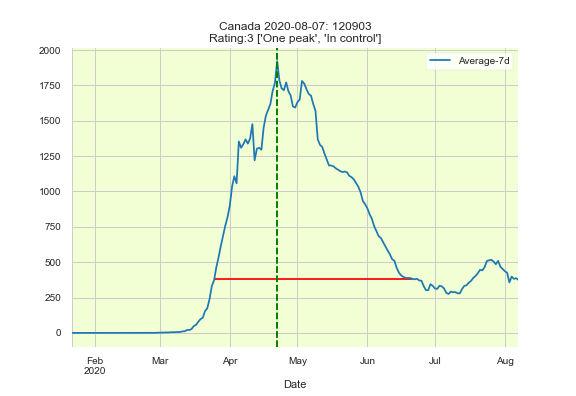 Canada 2020-08-07: 120903
Rating:3 ['One peak', 'In control']
Average-7d
2000
1750
1500
1250
1000
750
500
250
0
Feb
2020
Mar
Apr
May
Jun
Jul
Aug
Date